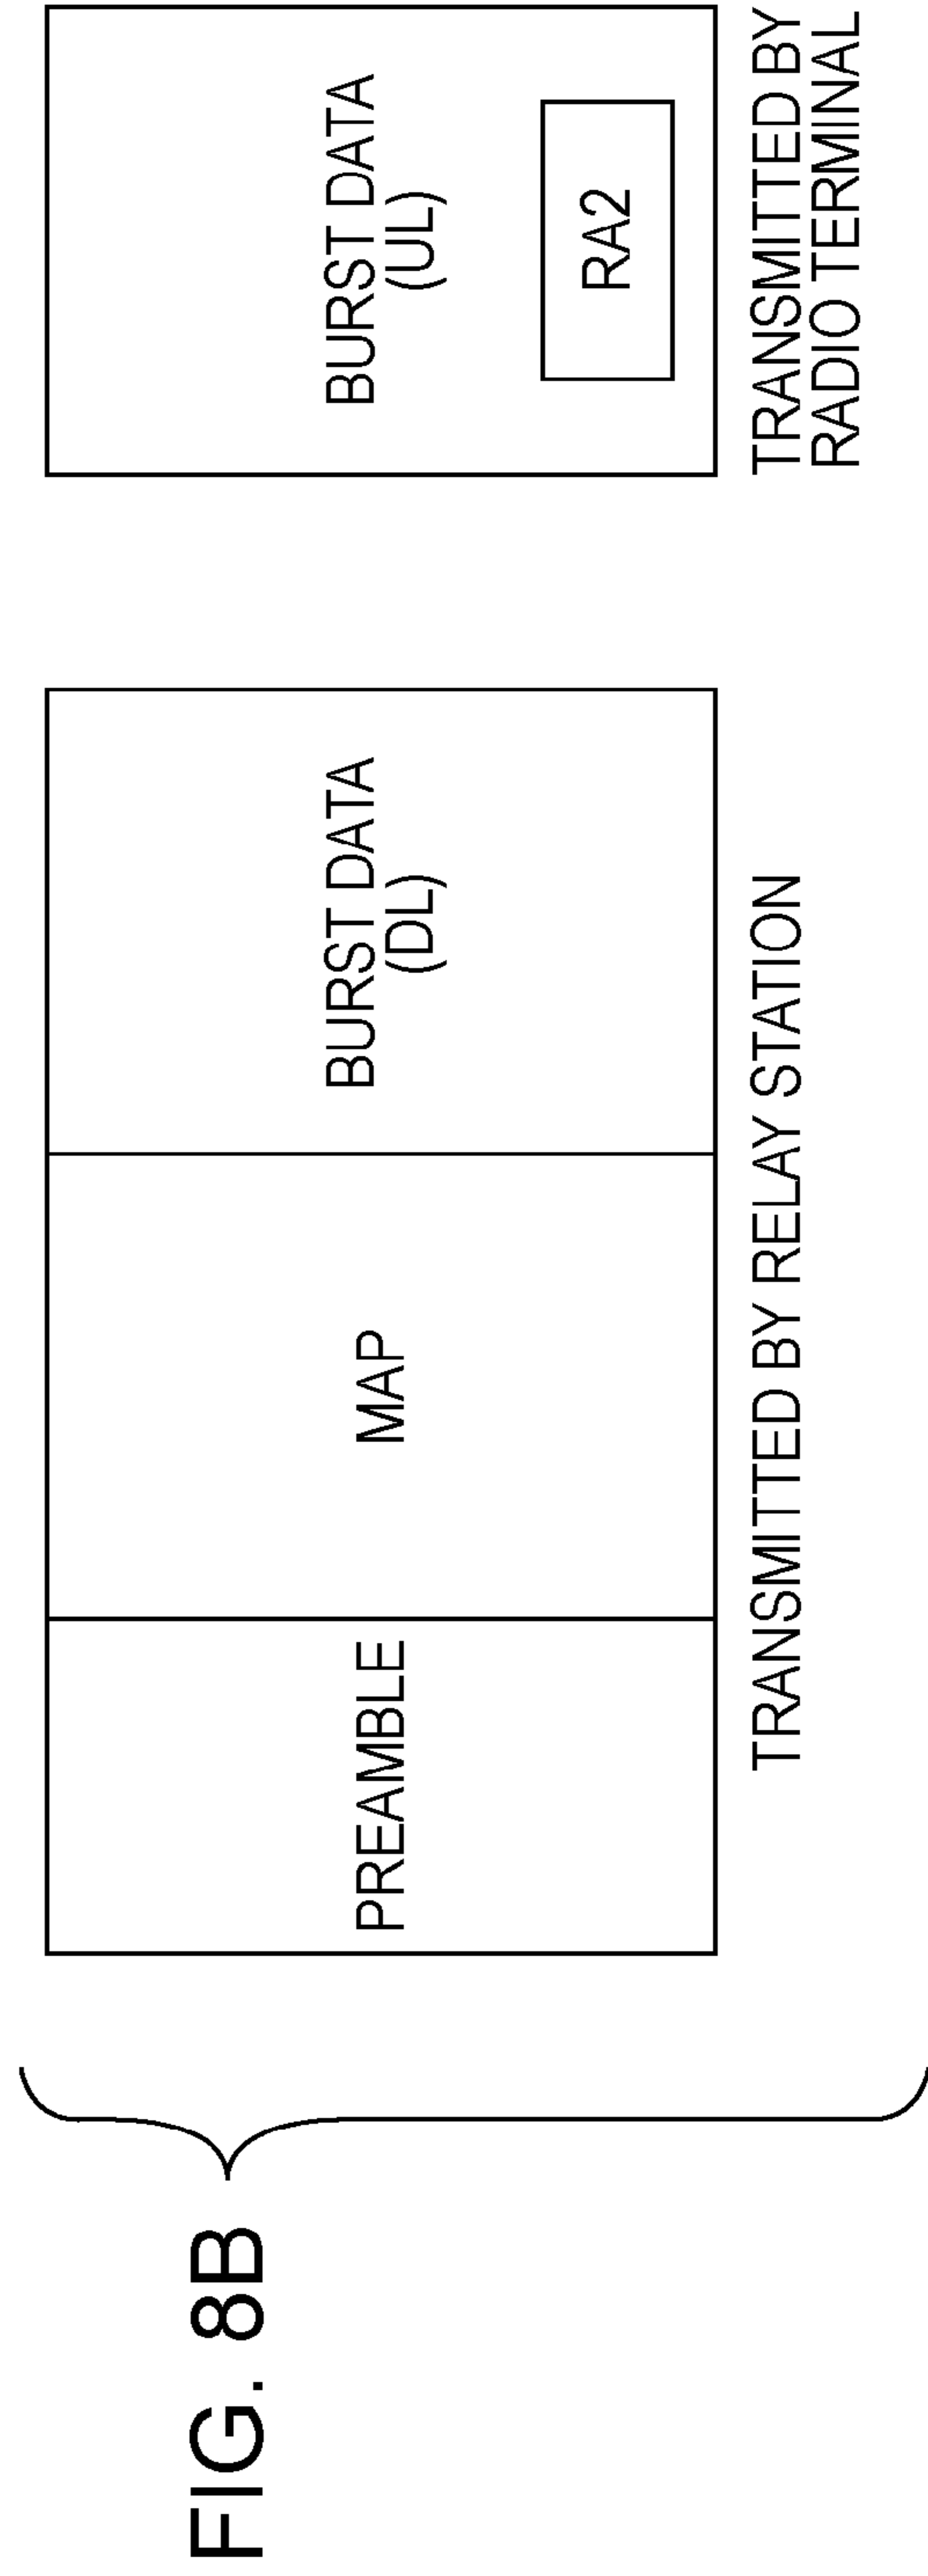 FIG. 8B
PREAMBLE
MAP
BURST DATA
(DL)
TRANSMITTED BY RELAY STATION
BURST DATA
(UL)
RA2
TRANSMITTED BY
RADIO TERMINAL